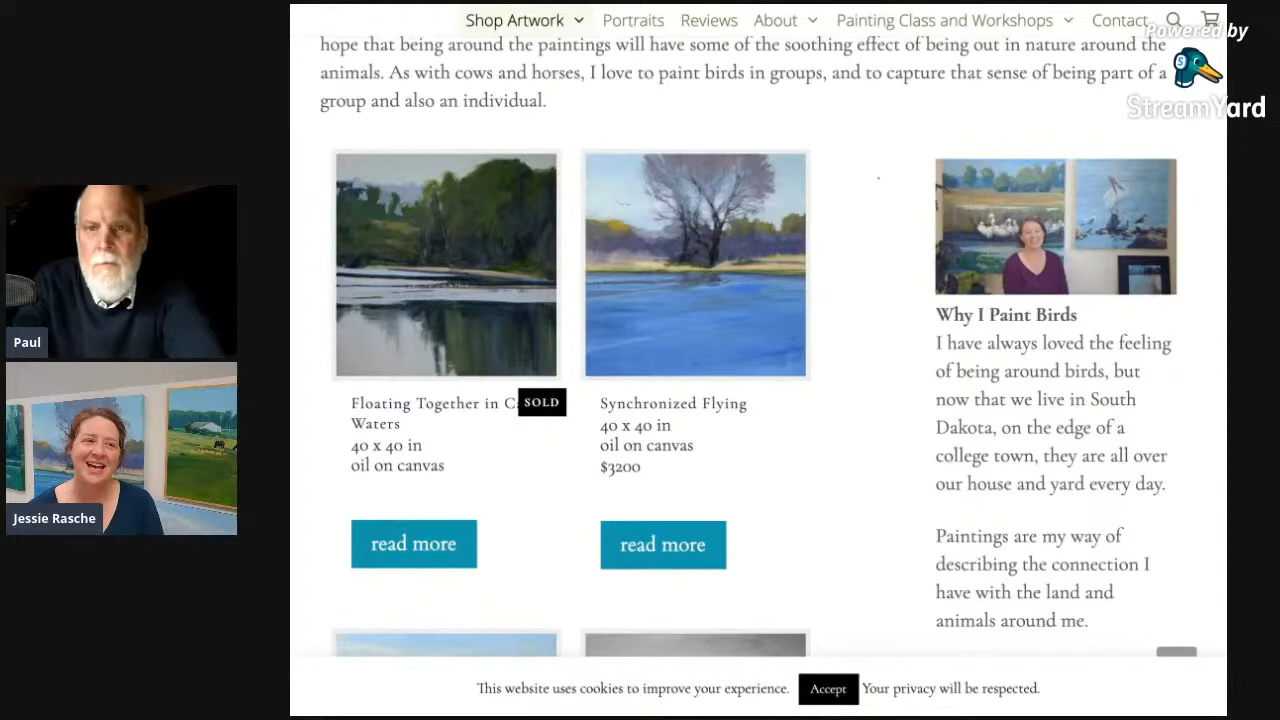 Shop Artwork Portraits Reviews About Painting Class and Workshops Contact
Powered by
StreamYard
hope that being around the paintings will have some of the soothing effect of being out in nature around the
animals. As with cows and horses, I love to paint birds in groups, and to capture that sense of being part of a
group and also an individual.
Floating Together in C
SOLD
Waters
40 x 40 in
oil on canvas
read more
Synchronized Flying
40 x 40 in
oil on canvas
$3200
read more
Why I Paint Birds
I have always loved the feeling
of being around birds, but
now that we live in South
Dakota, on the edge of a
college town, they are all over
our house and yard every day.
Paintings are my way of
describing the connection I
have with the land and
animals around me.
Paul
Jessie Rasche
This website uses cookies to improve your experience. Accept Your privacy will be respected.